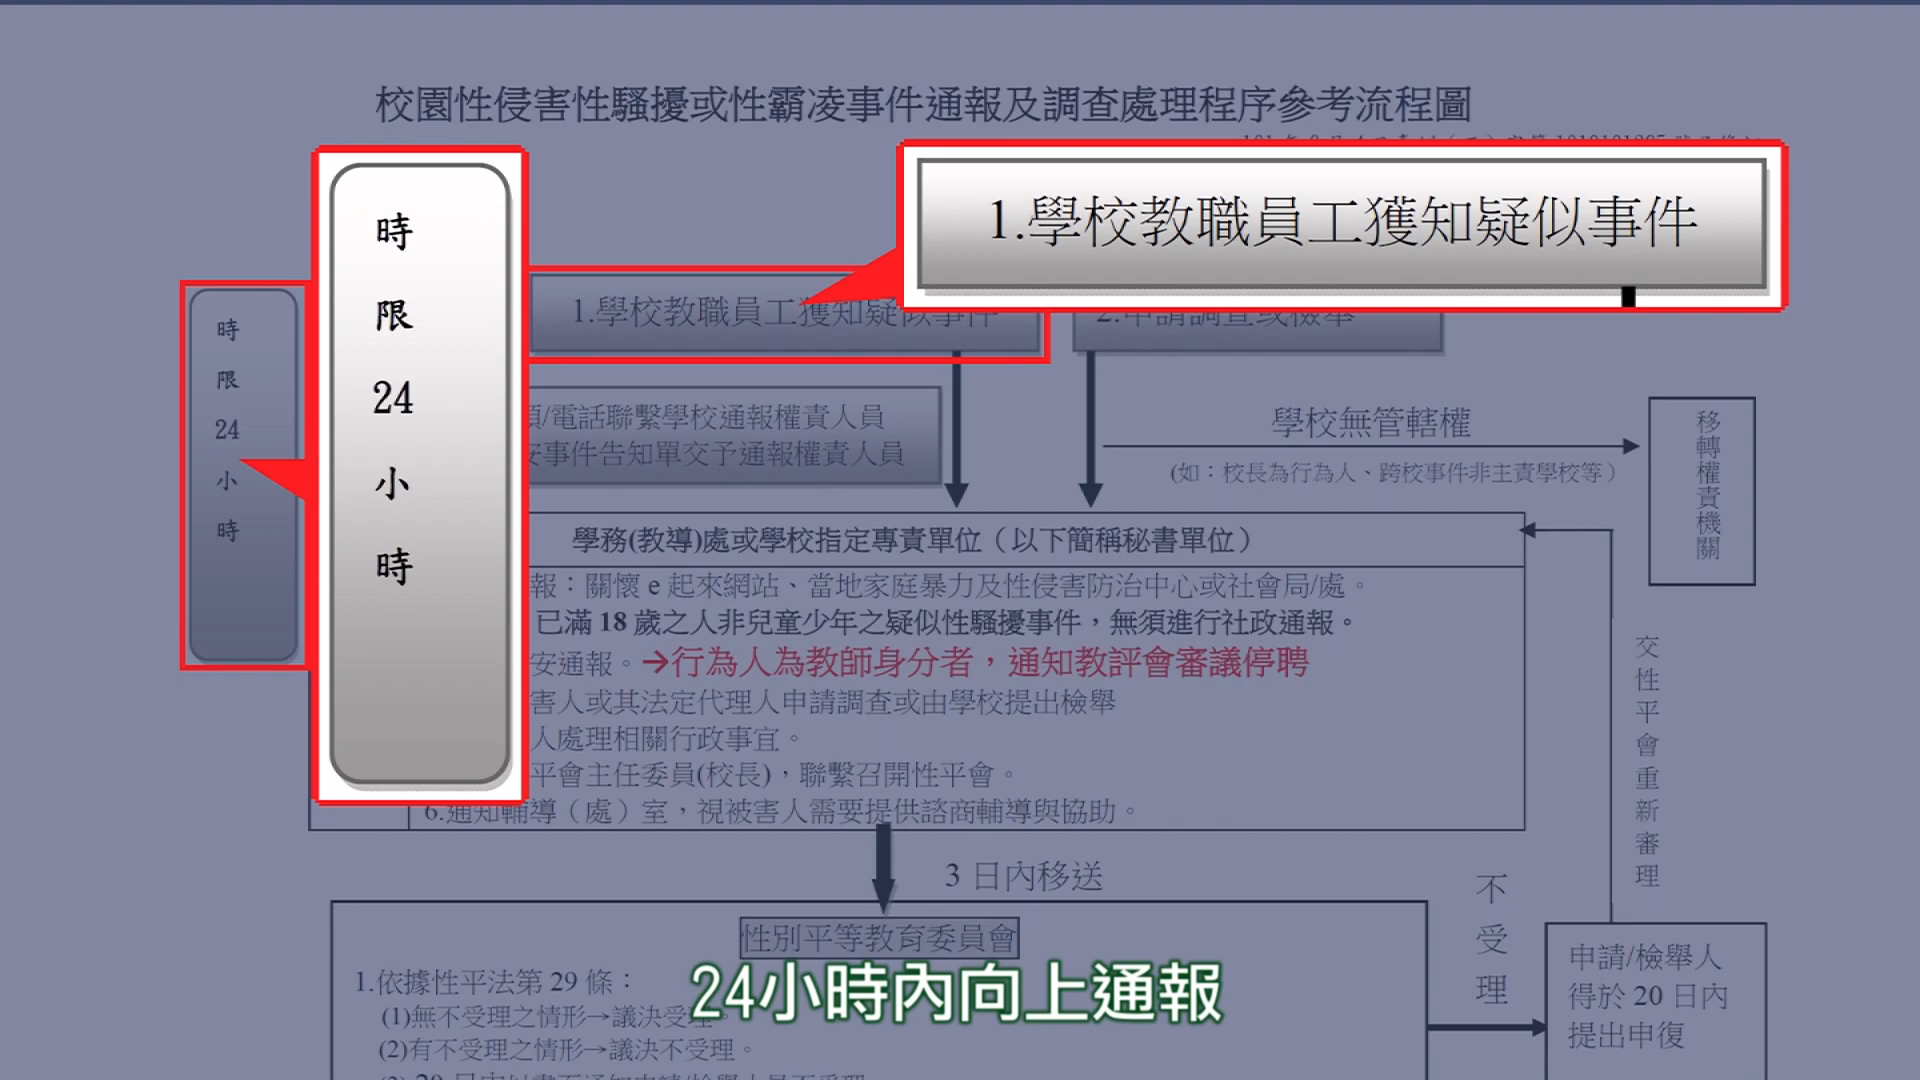 校園性侵害性騷擾或性霸凌事件通報及調查處理程序參考流程圖
1.學校教職員工獲知疑似事件
時
限
24
小
時
時
限
24
小
時
1.學校教職員工獲知疑似事件
2.申請調查或檢舉
/電話聯繫學校通報權責人員
安事件告知單交予通報權責人員
學校無管轄權
(如：校長為行為人、跨校事件非主責學校等）
移轉權責機關
學務(教導)處或學校指定專責單位（以下簡稱秘書單位）
報：關懷 e 起來網站、當地家庭暴力及性侵害防治中心或社會局/處。
已滿 18 歲之人非兒童少年之疑似性騷擾事件，無須進行社政通報。
安通報。→行為人為教師身分者，通知教評會審議停聘
害人或其法定代理人申請調查或由學校提出檢舉
人處理相關行政事宜。
平會主任委員(校長)，聯繫召開性平會。
6.通知輔導（處）室，視被害人需要提供諮商輔導與協助。
交性平會重新審理
3 日內移送
不受理
性別平等教育委員會
1.依據性平法第 29 條：
(1)無不受理之情形→議決受理。
(2)有不受理之情形→議決不受理。
申請/檢舉人
得於 20 日內
提出申復
24小時內向上通報